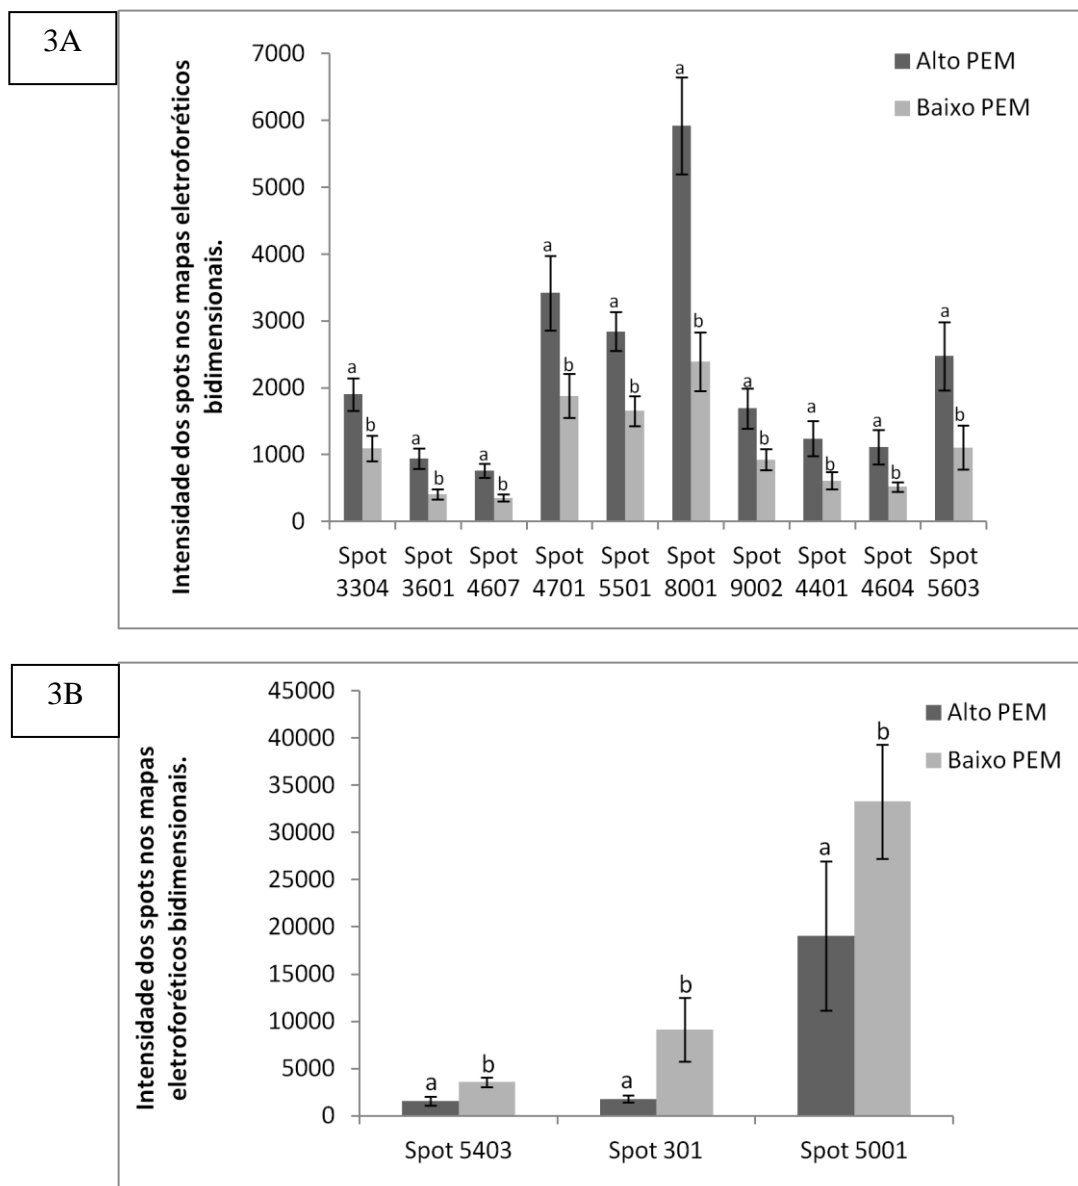 3A
Intensidade dos spots nos mapas eletroforéticos
bidimensionais.
7000
6000
5000
4000
3000
2000
1000
0
Alto PEM
Baixo PEM
a
b
a
b
a
b
a
b
a
b
a
b
a
b
a
b
a
b
a
b
Spot Spot Spot Spot Spot Spot Spot Spot Spot Spot
3304 3601 4607 4701 5501 8001 9002 4401 4604 5603
3B
Intensidade dos spots nos mapas
eletroforéticos bidimensionais.
45000
40000
35000
30000
25000
20000
15000
10000
5000
0
Alto PEM
Baixo PEM
a
b
a
b
a
b
Spot 5403 Spot 301 Spot 5001